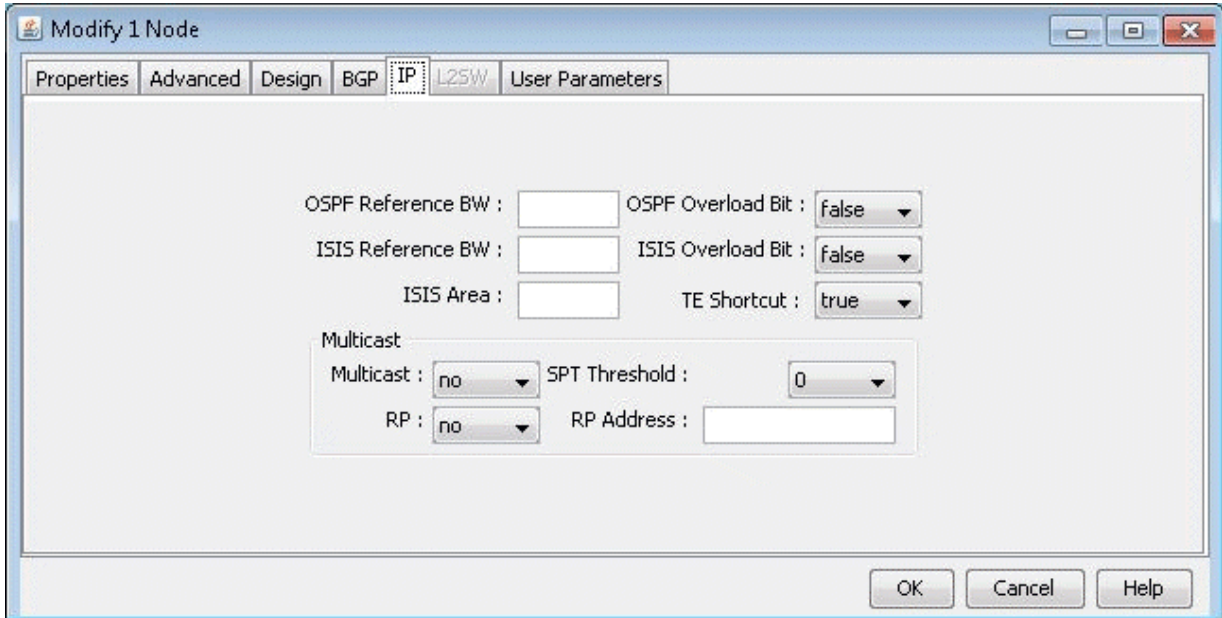 Modify 1 Node
Properties Advanced Design BGP IP L2SW User Parameters
OSPF Reference BW : OSPF Overload Bit : false
ISIS Reference BW : ISIS Overload Bit : false
ISIS Area : TE Shortcut : true
Multicast
Multicast : no SPT Threshold : 0
RP : no RP Address :
OK Cancel Help